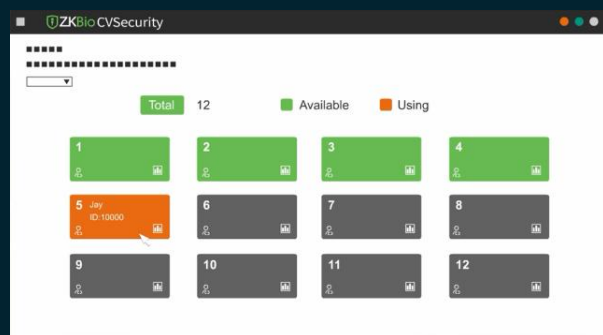 ZKBio CVSecurity
Total 12 Available Using
1 2 3 4
5 Jay 6 7 8
ID:10000
9 10 11 12